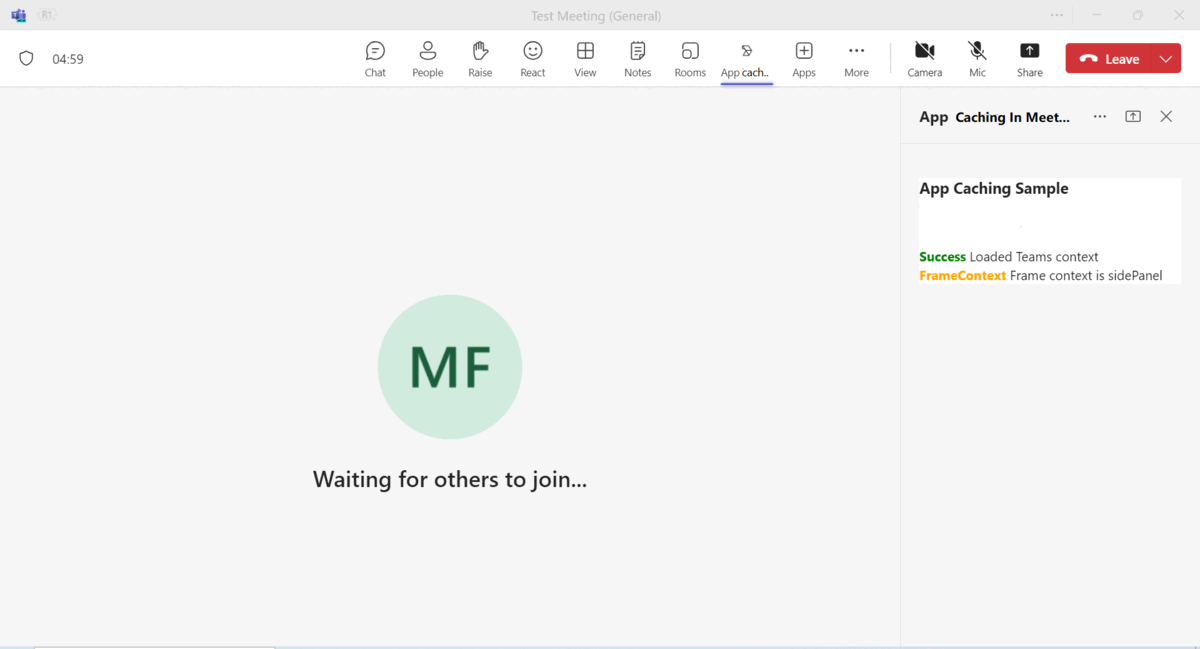 R1
Test Meeting (General)
04:59
Chat People Raise React View Notes Rooms App cach.. Apps More Camera Mic Share Leave
App Caching In Meet...
App Caching Sample
Success Loaded Teams context
FrameContext Frame context is sidePanel
MF
Waiting for others to join...